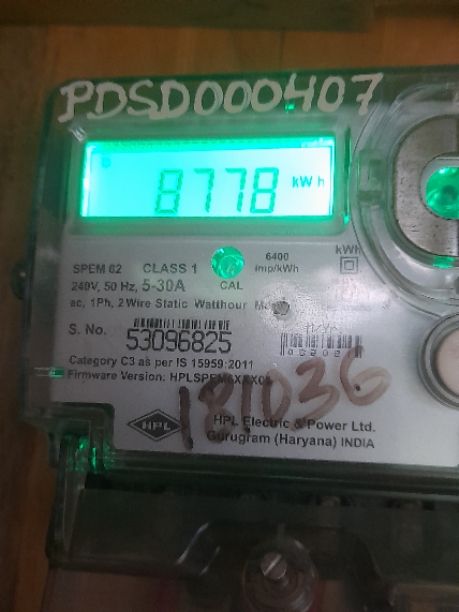 PDSD000407
8778 kWh
SPEM 62 CLASS 1 6400 imp/kWh kWh
240V, 50 Hz, 5-30A CAL
ac, 1Ph, 2 Wire Static Watthour
S. No. 53096825
Category C3 as per IS 15959:2011
Firmware Version:
181036
HPL HPL Electric & Power Ltd.
Gurugram (Haryana) INDIA